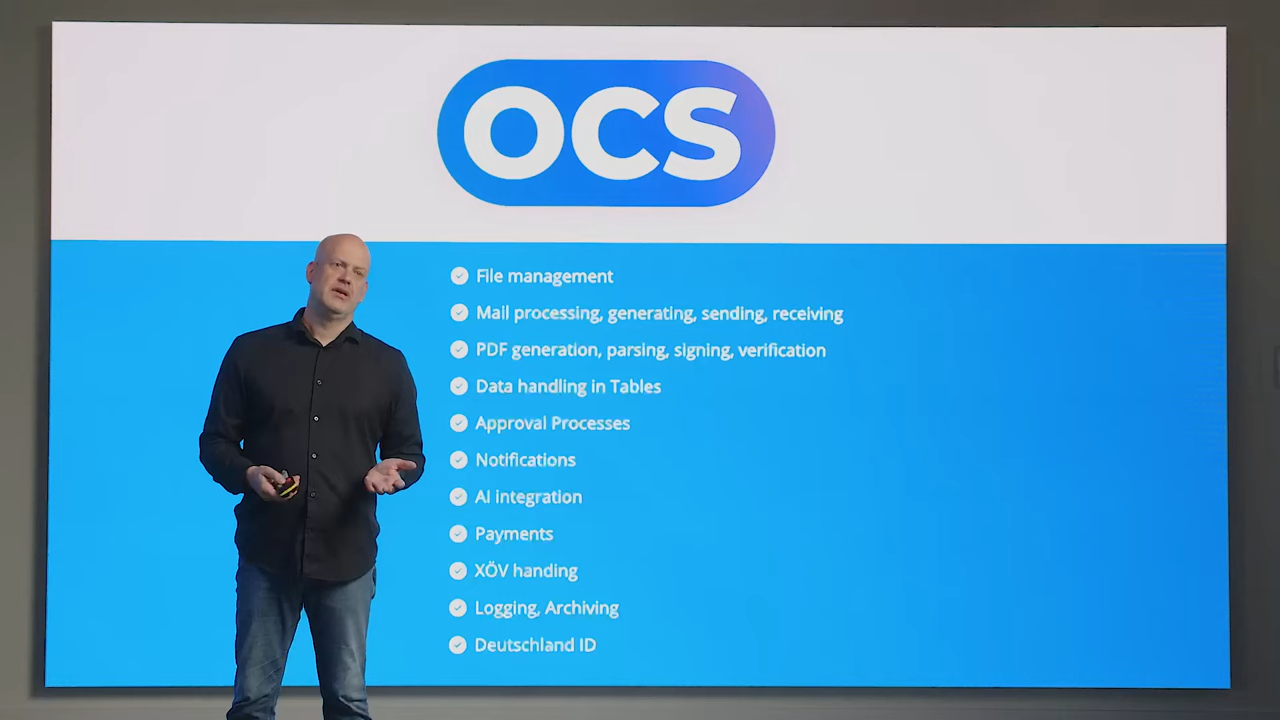 OCS
File management
Mail processing, generating, sending, receiving
PDF generation, parsing, signing, verification
Data handling in Tables
Approval Processes
Notifications
AI integration
Payments
XÖV handing
Logging, Archiving
Deutschland ID